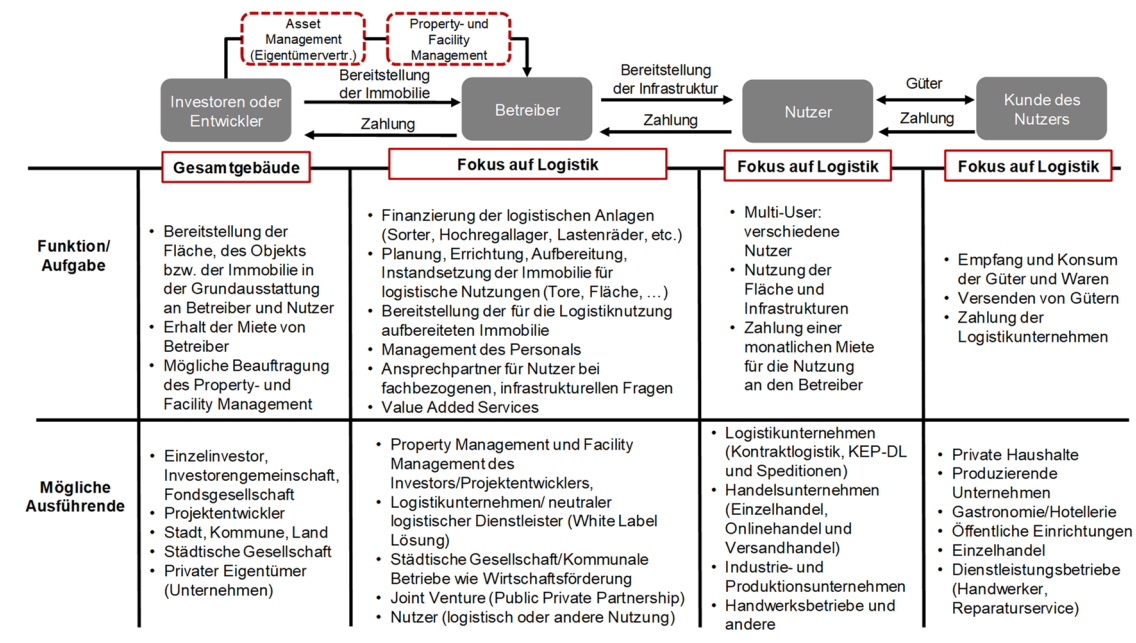 Asset
Management
(Eigentümervertr.)
Property- und
Facility
Management
Investoren oder
Entwickler
Bereitstellung
der Immobilie
Zahlung
Betreiber
Bereitstellung
der Infrastruktur
Zahlung
Nutzer
Güter
Zahlung
Kunde des
Nutzers
Gesamtgebäude
Fokus auf Logistik
Fokus auf Logistik
Fokus auf Logistik
Funktion/
Aufgabe
• Bereitstellung der
Fläche, des Objekts
bzw. der Immobilie in
der Grundausstattung
an Betreiber und Nutzer
• Erhalt der Miete von
Betreiber
• Mögliche Beauftragung
des Property- und
Facility Management
• Finanzierung der logistischen Anlagen
(Sorter, Hochregallager, Lastenräder, etc.)
• Planung, Errichtung, Aufbereitung,
Instandsetzung der Immobilie für
logistische Nutzungen (Tore, Fläche, …)
• Bereitstellung der für die Logistiknutzung
aufbereiteten Immobilie
• Management des Personals
• Ansprechpartner für Nutzer bei
fachbezogenen, infrastrukturellen Fragen
• Value Added Services
• Multi-User:
verschiedene
Nutzer
• Nutzung der
Fläche und
Infrastrukturen
• Zahlung einer
monatlichen Miete
für die Nutzung
an den Betreiber
• Empfang und Konsum
der Güter und Waren
• Versenden von Gütern
• Zahlung der
Logistikunternehmen
Mögliche
Ausführende
• Einzelinvestor,
Investorengemeinschaft,
Fondsgesellschaft
• Projektentwickler
• Stadt, Kommune, Land
• Städtische Gesellschaft
• Privater Eigentümer
(Unternehmen)
• Property Management und Facility
Management des
Investors/Projektentwicklers,
• Logistikunternehmen/ neutraler
logistischer Dienstleister (White Label
Lösung)
• Städtische Gesellschaft/Kommunale
Betriebe wie Wirtschaftsförderung
• Joint Venture (Public Private Partnership)
• Nutzer (logistisch oder andere Nutzung)
• Logistikunternehmen
(Kontraktlogistik, KEP-DL
und Speditionen)
• Handelsunternehmen
(Einzelhandel,
Onlinehandel und
Versandhandel)
• Industrie- und
Produktionsunternehmen
• Handwerksbetriebe und
andere
• Private Haushalte
• Produzierende
Unternehmen
• Gastronomie/Hotellerie
• Öffentliche Einrichtungen
• Einzelhandel
• Dienstleistungsbetriebe
(Handwerker,
Reparaturservice)